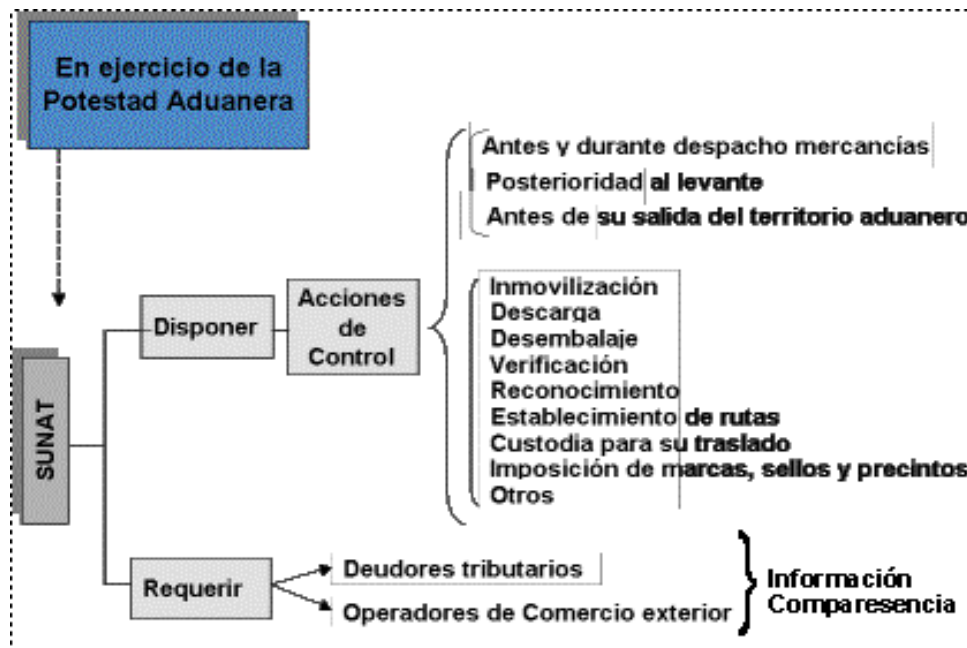 En ejercicio de la
Potestad Aduanera
Antes y durante despacho mercancías
Posterioridad al levante
Antes de su salida del territorio aduanero
SUNAT
Disponer
Acciones
de
Control
Inmovilización
Descarga
Desembalaje
Verificación
Reconocimiento
Establecimiento de rutas
Custodia para su traslado
Imposición de marcas, sellos y precintos
Otros
Requerir
Deudores tributarios
Operadores de Comercio exterior
Información
Comparesencia